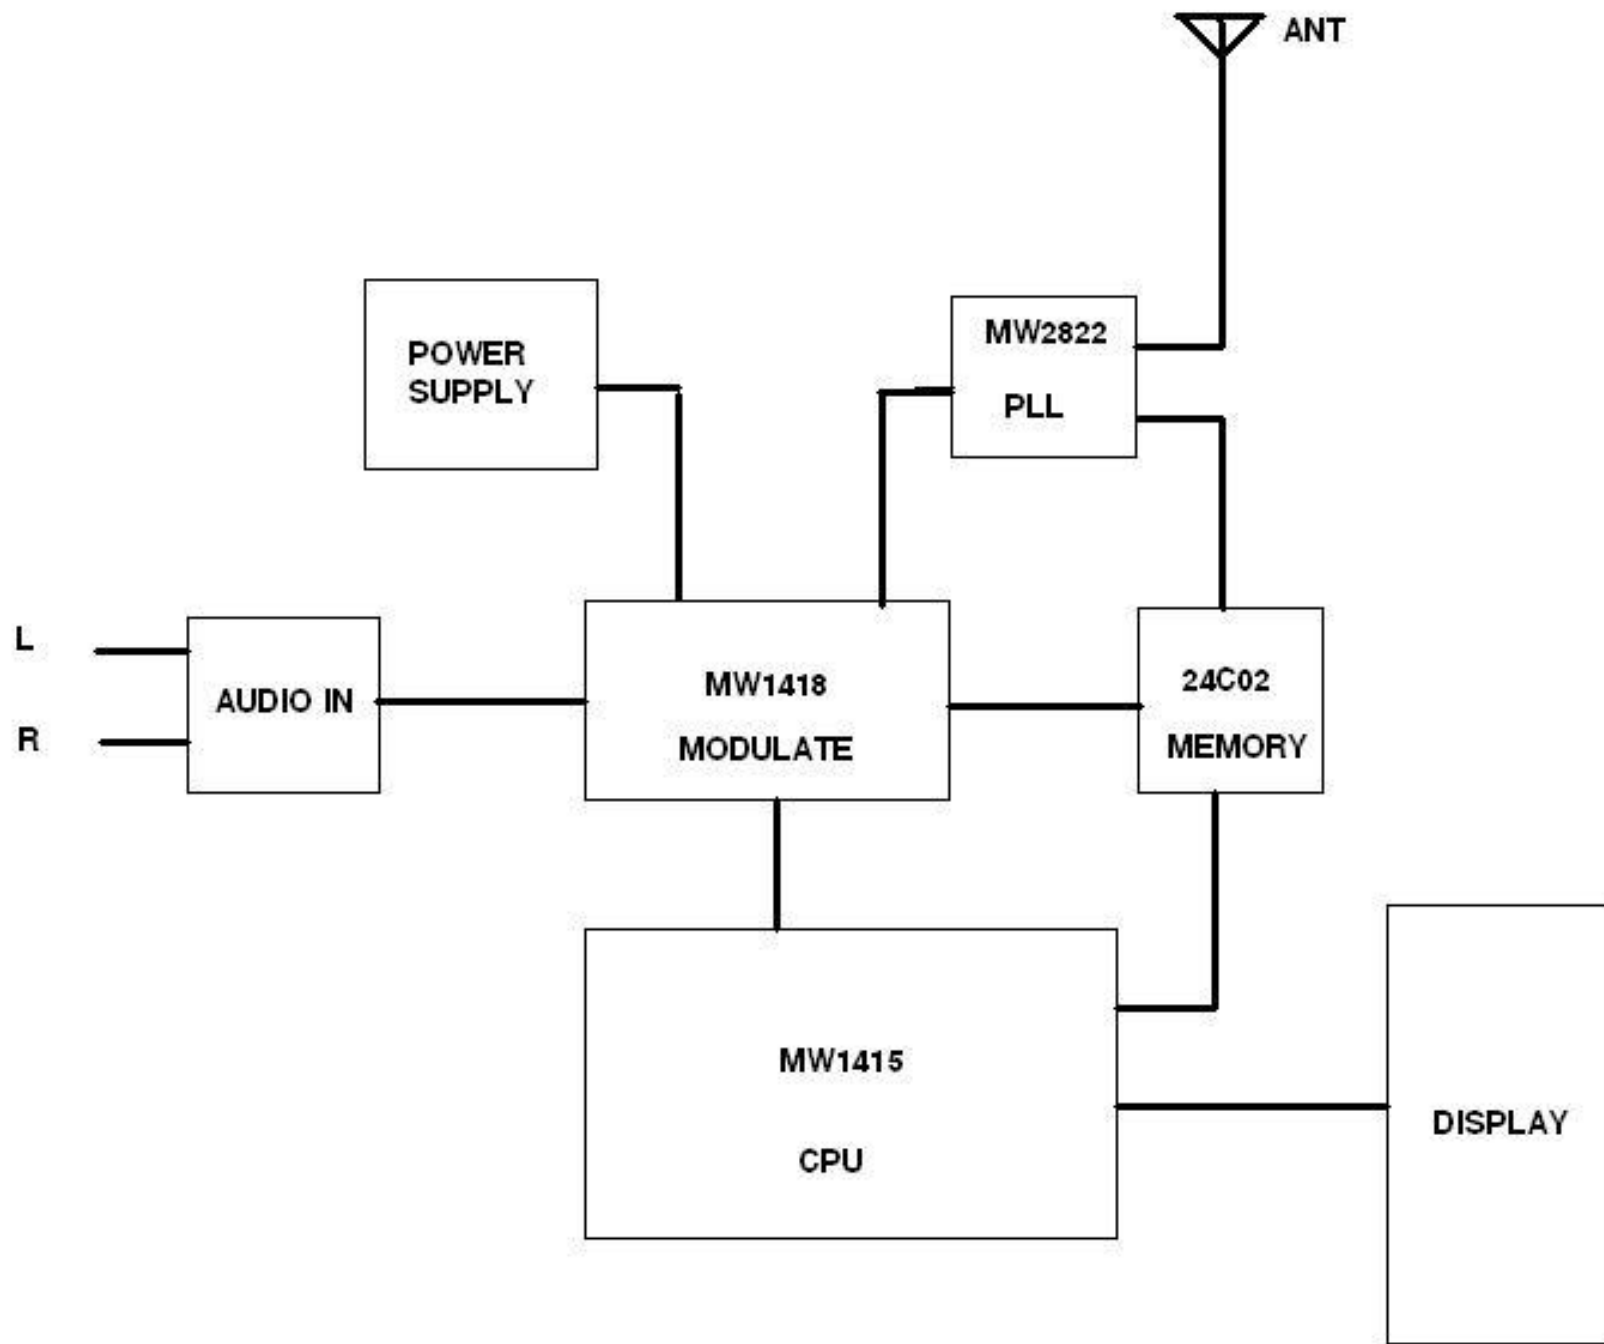 ANT
POWER
SUPPLY
MW2822
PLL
L
R
AUDIO IN
MW1418
MODULATE
24C02
MEMORY
MW1415
CPU
DISPLAY